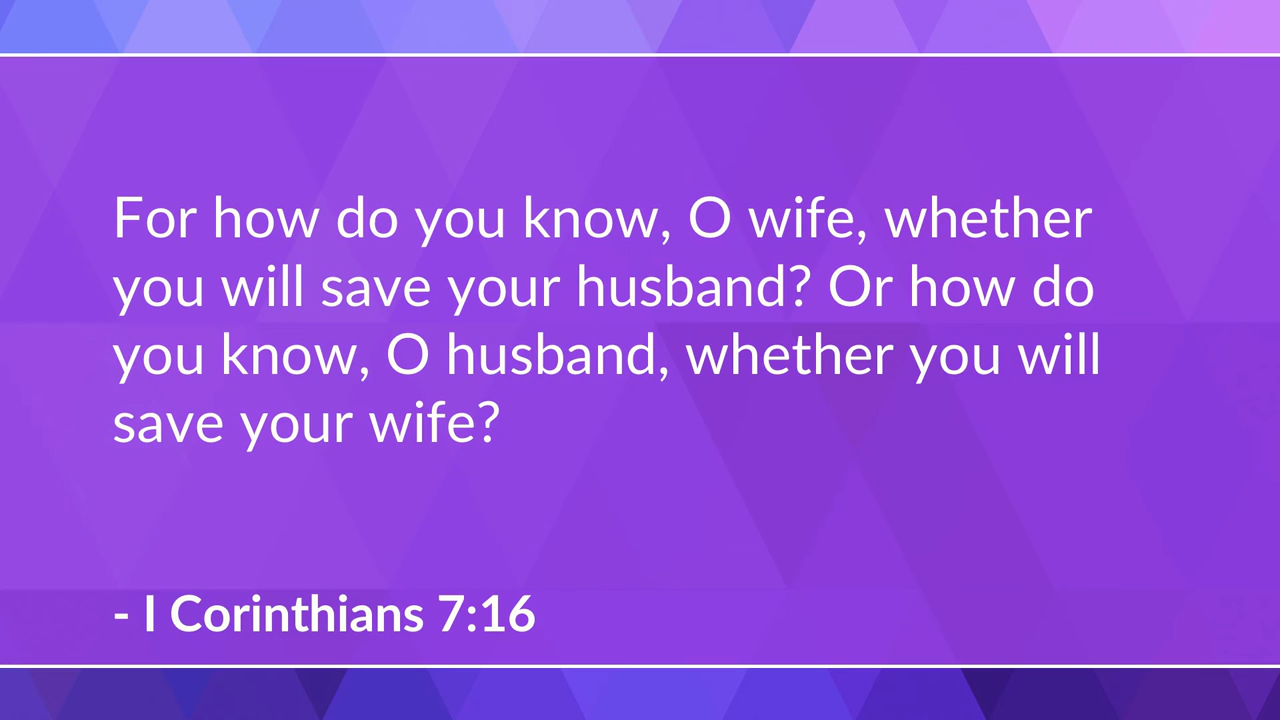 For how do you know, O wife, whether
you will save your husband? Or how do
you know, O husband, whether you will
save your wife?
- I Corinthians 7:16